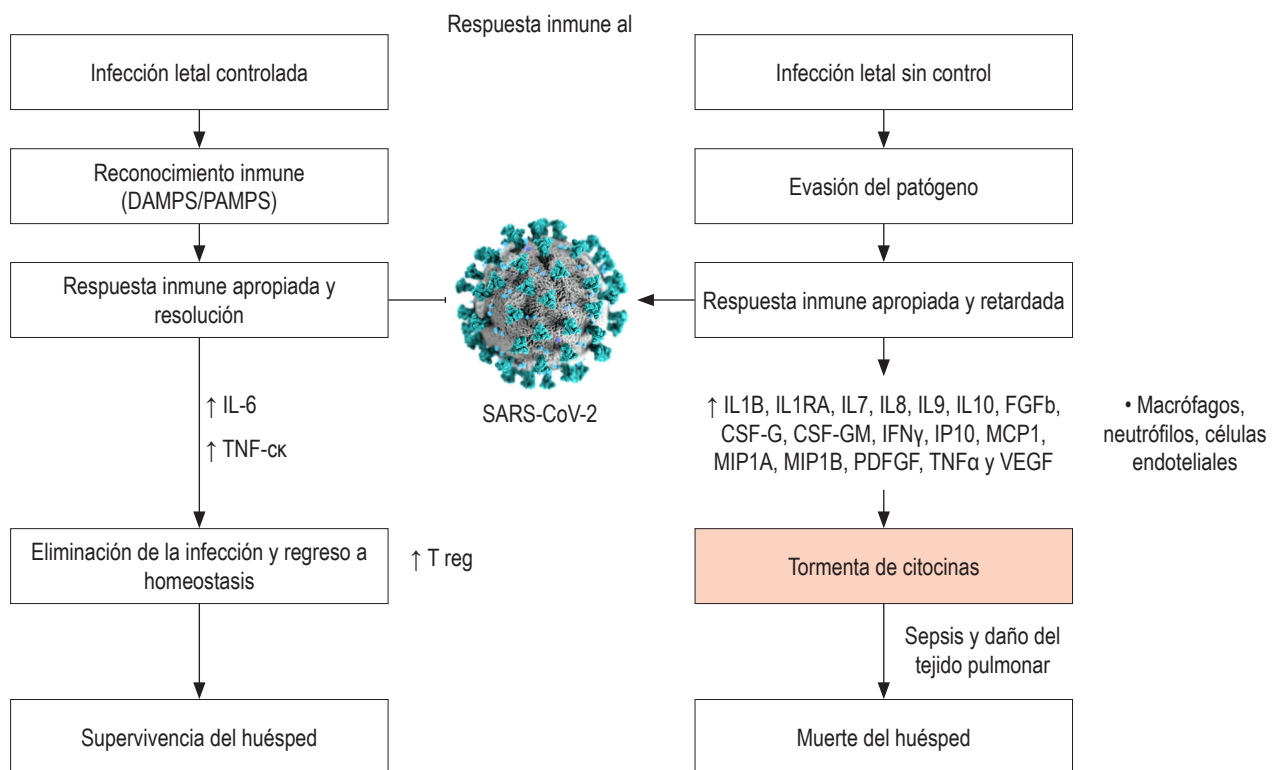 Respuesta inmune al
Infección letal controlada
Reconocimiento inmune
(DAMPS/PAMPS)
Respuesta inmune apropiada y
resolución
↑ IL-6
↑ TNF-cκ
Eliminación de la infección y regreso a
homeostasis
↑ T reg
Supervivencia del huésped
SARS-CoV-2
Infección letal sin control
Evasión del patógeno
Respuesta inmune apropiada y retardada
↑ IL1B, IL1RA, IL7, IL8, IL9, IL10, FGFb,
CSF-G, CSF-GM, IFNγ, IP10, MCP1,
MIP1A, MIP1B, PDFGF, TNFα y VEGF
• Macrófagos,
neutrófilos, células
endoteliales
Tormenta de citocinas
Sepsis y daño del
tejido pulmonar
Muerte del huésped